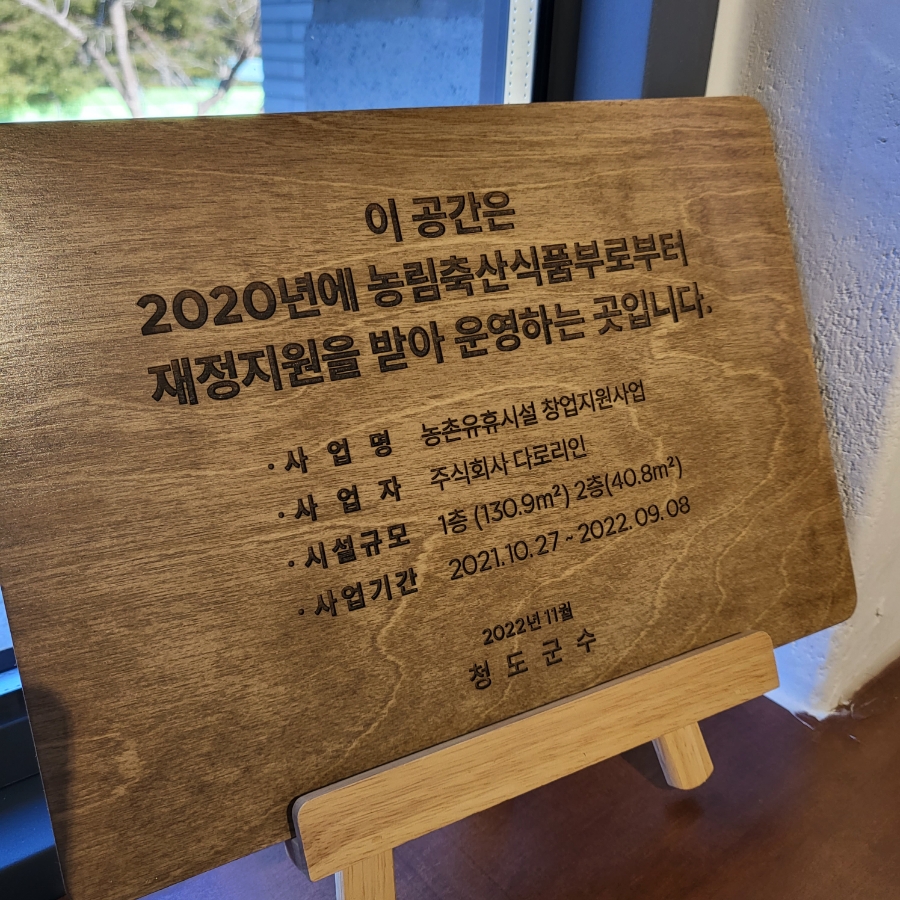 이 공간은
2020년에 농림축산식품부로부터
재정지원을 받아 운영하는 곳입니다.
· 사 업 명 농촌유휴시설 창업지원사업
· 사 업 자 주식회사 다로리인
· 시설규모 1층 (130.9m²) 2층(40.8m²)
· 사업기간 2021.10.27 ~ 2022.09.08
2022년 11월
청 도 군 수